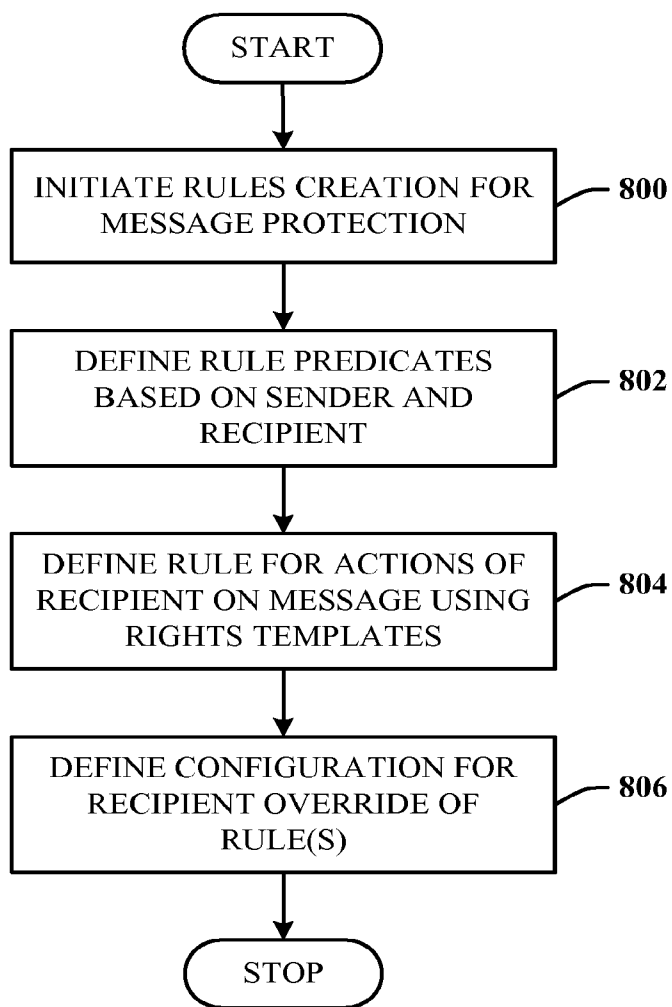 START
INITIATE RULES CREATION FOR
MESSAGE PROTECTION
800
DEFINE RULE PREDICATES
BASED ON SENDER AND
RECIPIENT
802
DEFINE RULE FOR ACTIONS OF
RECIPIENT ON MESSAGE USING
RIGHTS TEMPLATES
804
DEFINE CONFIGURATION FOR
RECIPIENT OVERRIDE OF
RULE(S)
806
STOP